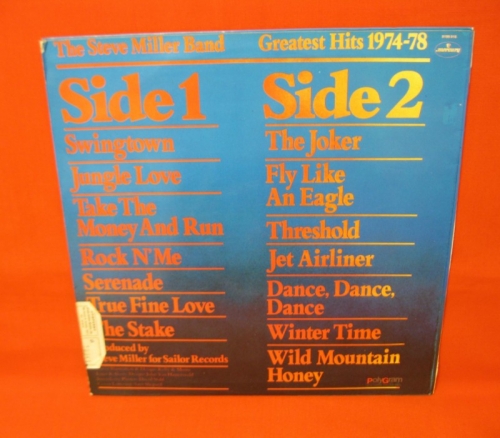 The Steve Miller Band
Greatest Hits 1974-78
Side 1
Swingtown
Jungle Love
Take The
Money And Run
Rock N' Me
Serenade
True Fine Love
The Stake
Produced by
Steve Miller for Sailor Records
Side 2
The Joker
Fly Like
An Eagle
Threshold
Jet Airliner
Dance, Dance,
Dance
Winter Time
Wild Mountain
Honey
polyGram